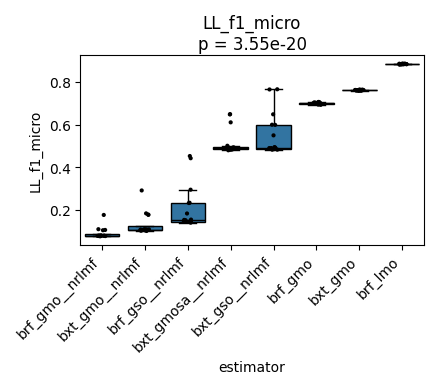 LL_f1_micro
p = 3.55e-20
LL_f1_micro
0.8
0.6
0.4
0.2
brf_gmo__nrlmf
bxt_gmo__nrlmf
brf_gso__nrlmf
bxt_gmosa__nrlmf
bxt_gso__nrlmf
brf_gmo
bxt_gmo
brf_lmo
estimator